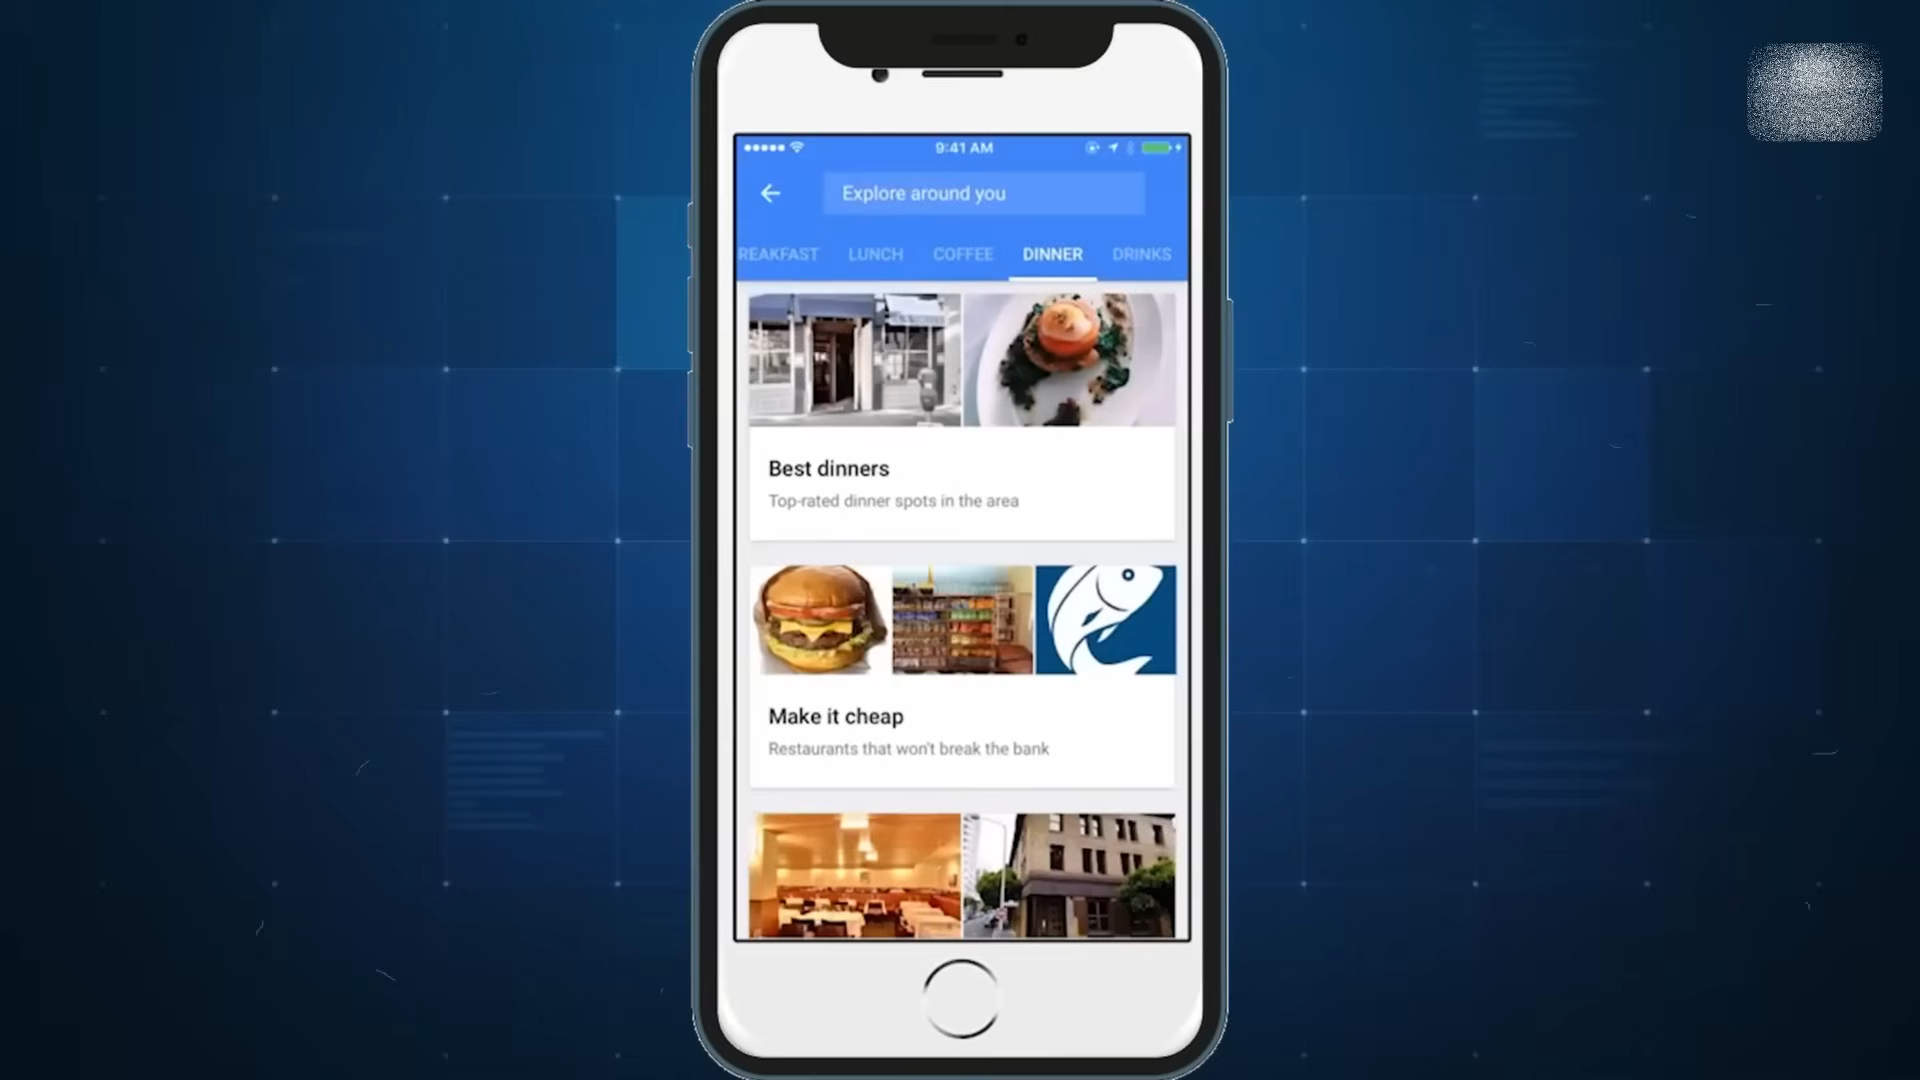 9:41 AM
Explore around you
REAKFAST LUNCH COFFEE DINNER DRINKS
Best dinners
Top-rated dinner spots in the area
Make it cheap
Restaurants that won't break the bank